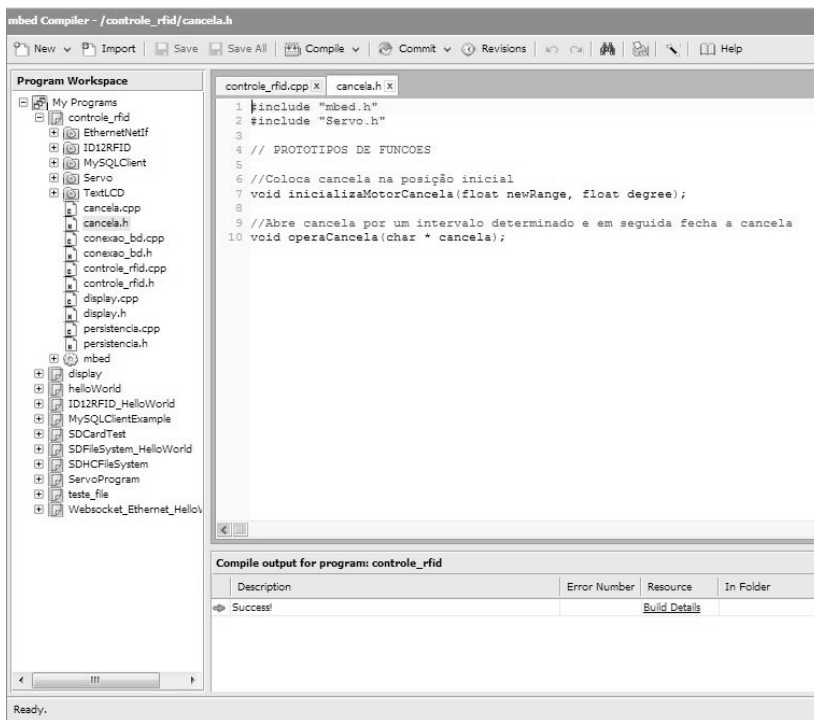 mbed Compiler - /controle_rfid/cancela.h
New Import Save Save All Compile Commit Revisions Help
Program Workspace
My Programs
controle_rfid
EthernetNetIf
ID12RFID
MySQLClient
Servo
TextLCD
cancela.cpp
cancela.h
conexao_bd.cpp
conexao_bd.h
controle_rfid.cpp
controle_rfid.h
display.cpp
display.h
persistencia.cpp
persistencia.h
mbed
display
helloWorld
ID12RFID_HelloWorld
MySQLClientExample
SDCardTest
SDFileSystem_HelloWorld
SDHCFileSystem
ServoProgram
teste_file
Websocket_Ethernet_HelloW
controle_rfid.cpp x cancela.h x
1 #include "mbed.h"
2 #include "Servo.h"
3
4 // PROTOTIPOS DE FUNCOES
5
6 //Coloca cancela na posição inicial
7 void inicializaMotorCancela(float newRange, float degree);
8
9 //Abre cancela por um intervalo determinado e em seguida fecha a cancela
10 void operaCancela(char * cancela);
Compile output for program: controle_rfid
Description Error Number Resource In Folder
Success! Build Details
Ready.